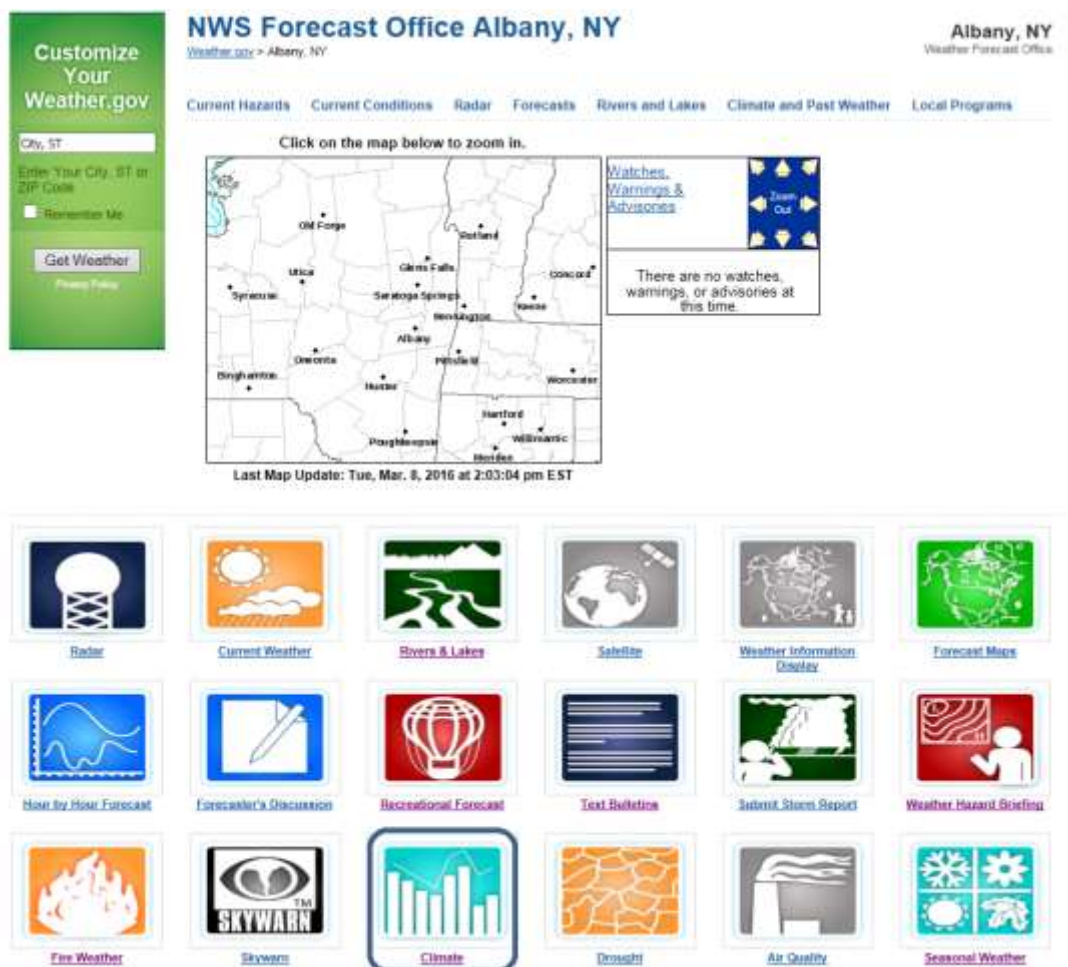 Customize
Your
Weather.gov
City, ST
Enter Your City, ST or
ZIP Code
Remember Me
Get Weather
Privacy Policy
NWS Forecast Office Albany, NY
Weather.gov > Albany, NY
Albany, NY
Weather Forecast Office
Current Hazards Current Conditions Radar Forecasts Rivers and Lakes Climate and Past Weather Local Programs
Click on the map below to zoom in.
Old Forge
Rutland
Utica
Glens Falls
Concord
Syracuse
Saratoga Springs
Keene
Bennington
Albany
Oneonta
Pittsfield
Binghamton
Hunter
Worcester
Hartford
Poughkeepsie
Willimantic
Meriden
Last Map Update: Tue, Mar. 8, 2016 at 2:03:04 pm EST
Watches,
Warnings &
Advisories
Zoom
Out
There are no watches,
warnings, or advisories at
this time.
Radar
Current Weather
Rivers & Lakes
Satellite
Weather Information
Display
Forecast Maps
Hour by Hour Forecast
Forecaster's Discussion
Recreational Forecast
Text Bulletins
Submit Storm Report
Weather Hazard Briefing
TM
SKYWARN
Fire Weather
Skywarn
Climate
Drought
Air Quality
Seasonal Weather